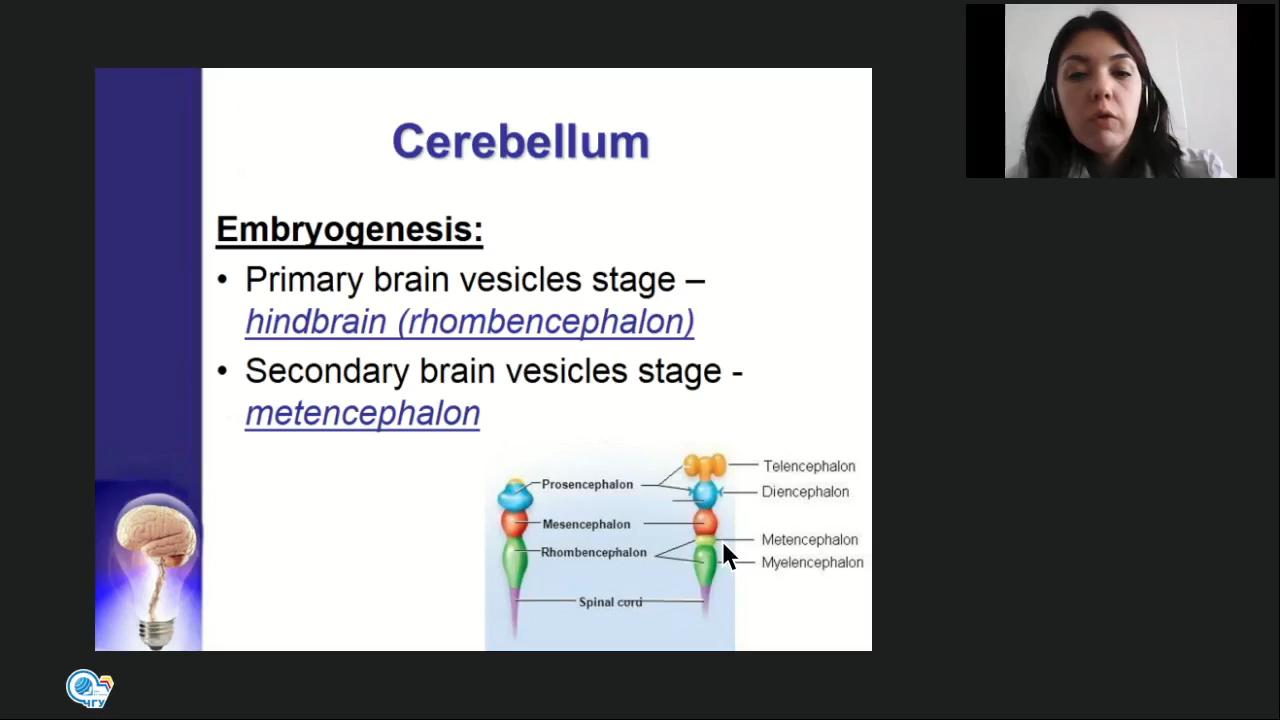 Cerebellum
Embryogenesis:
• Primary brain vesicles stage –
hindbrain (rhombencephalon)
• Secondary brain vesicles stage -
metencephalon
Prosencephalon
Mesencephalon
Rhombencephalon
Spinal cord
Telencephalon
Diencephalon
Metencephalon
Myelencephalon
ЧГУ